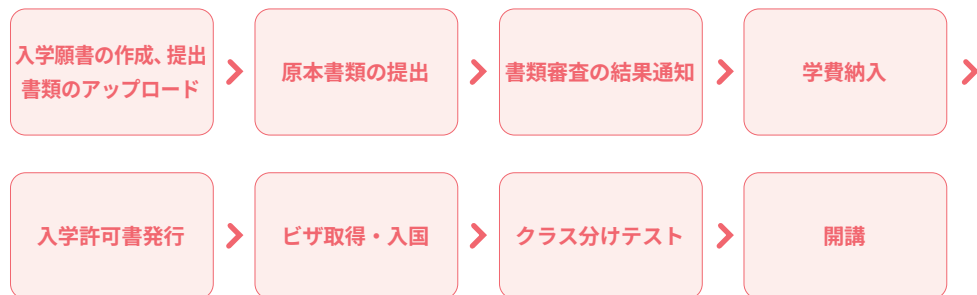 入学願書の作成、提出
書類のアップロード
原本書類の提出
書類審査の結果通知
学費納入
入学許可書発行
ビザ取得・入国
クラス分けテスト
開講